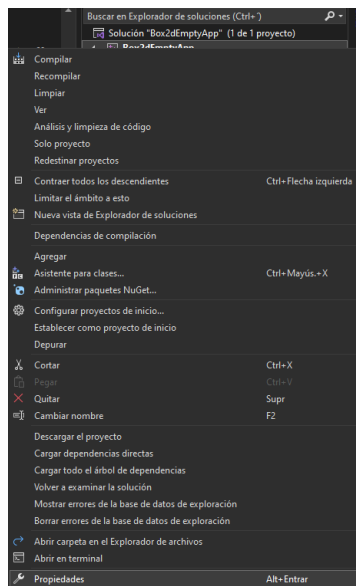 Buscar en Explorador de soluciones (Ctrl+´)
Solución "Box2dEmptyApp" (1 de 1 proyecto)
Box2dEmptyApp
Compilar
Recompilar
Limpiar
Ver
Análisis y limpieza de código
Solo proyecto
Redestinar proyectos
Contraer todos los descendientes Ctrl+Flecha izquierda
Limitar el ámbito a esto
Nueva vista de Explorador de soluciones
Dependencias de compilación
Agregar
Asistente para clases... Ctrl+Mayús.+X
Administrar paquetes NuGet...
Configurar proyectos de inicio...
Establecer como proyecto de inicio
Depurar
Cortar Ctrl+X
Pegar Ctrl+V
Quitar Supr
Cambiar nombre F2
Descargar el proyecto
Cargar dependencias directas
Cargar todo el árbol de dependencias
Volver a examinar la solución
Mostrar errores de la base de datos de exploración
Borrar errores de la base de datos de exploración
Abrir carpeta en el Explorador de archivos
Abrir en terminal
Propiedades Alt+Entrar